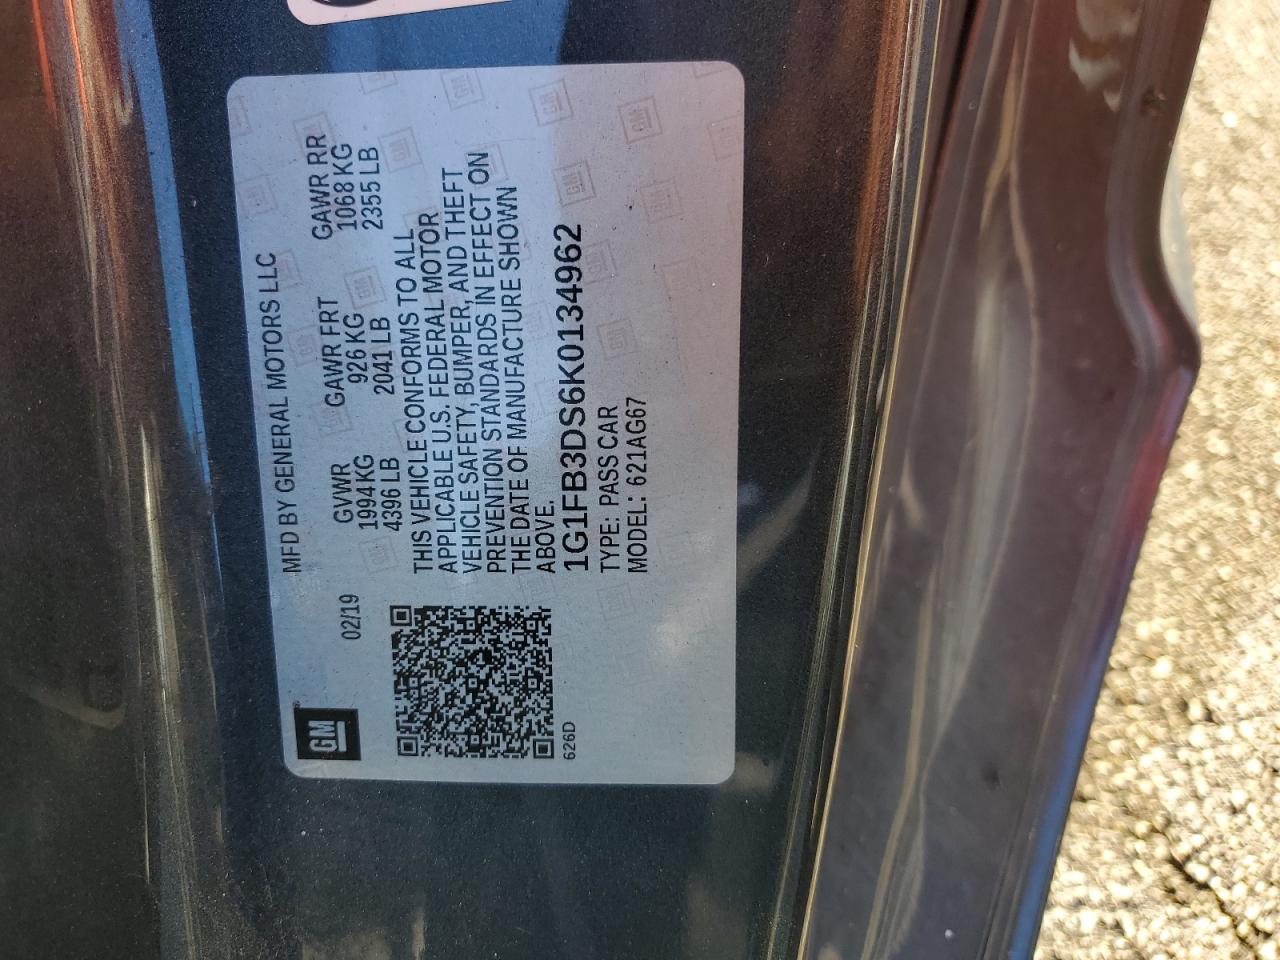 GM
MFD BY GENERAL MOTORS LLC
02/19
GVWR GAWR FRT GAWR RR
1994 KG 926 KG 1068 KG
4396 LB 2041 LB 2355 LB
THIS VEHICLE CONFORMS TO ALL
APPLICABLE U.S. FEDERAL MOTOR
VEHICLE SAFETY, BUMPER, AND THEFT
PREVENTION STANDARDS IN EFFECT ON
THE DATE OF MANUFACTURE SHOWN
ABOVE.
1G1FB3DS6K0134962
TYPE: PASS CAR
MODEL: 621AG67
626D